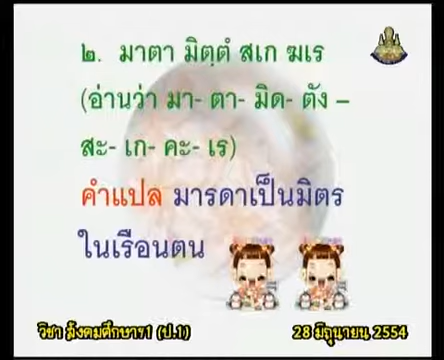 ๒. มาตา มิตฺตํ สเก ฆเร
(อ่านว่า มา- ตา- มิด- ตัง –
สะ- เก- คะ- เร)
คำแปล มารดาเป็นมิตร
ในเรือนตน
วิชา สังคมศึกษาฯ1 (ป.1)
28 มิถุนายน 2554